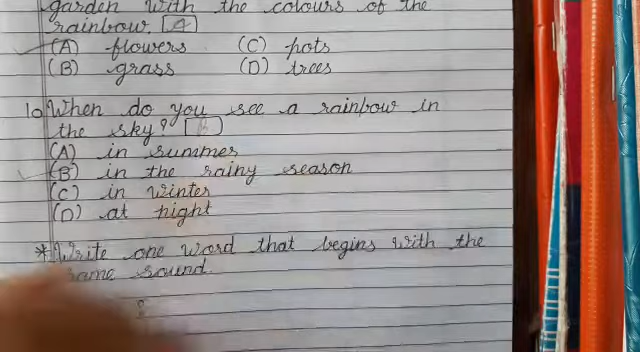 garden with the colours of the
rainbow. [A]
(A) flowers (C) pots
(B) grass (D) trees
10 When do you see a rainbow in
the sky? [B]
(A) in summer
(B) in the rainy season
(C) in winter
(D) at night
* Write one word that begins with the
same sound.